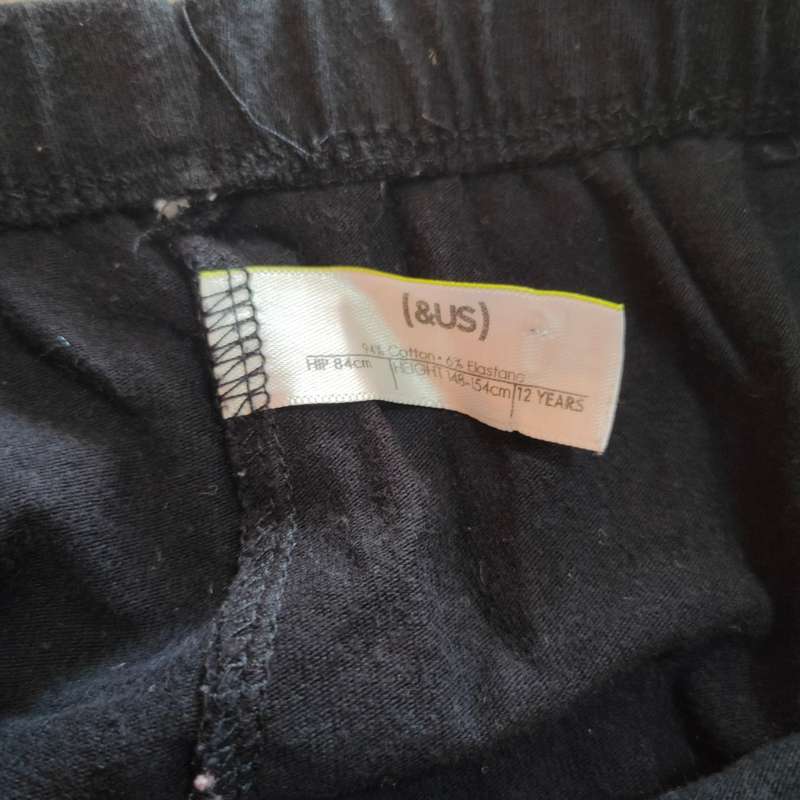 (&US)
94% Cotton • 6% Elastane
HIP 84cm HEIGHT 148-154cm 12 YEARS